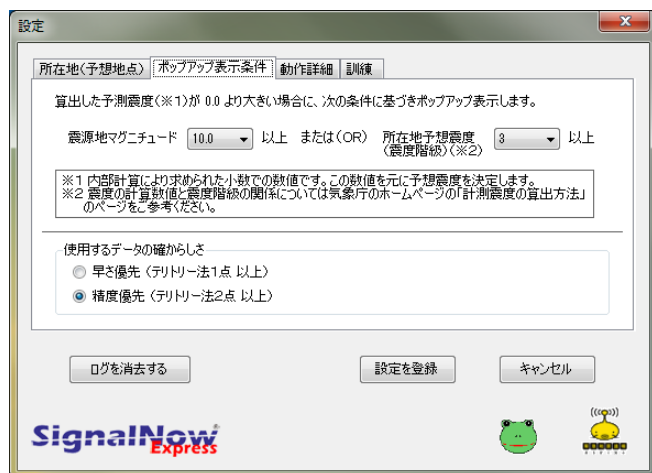 設定
所在地(予想地点) ポップアップ表示条件 動作詳細 訓練
算出した予測震度(※1)が 0.0 より大きい場合に、次の条件に基づきポップアップ表示します。
震源地マグニチュード 10.0 以上 または(OR) 所在地予想震度 3 以上
(震度階級)(※2)
※1 内部計算により求められた小数での数値です。この数値を元に予想震度を決定します。
※2 震度の計算数値と震度階級の関係については気象庁のホームページの「計測震度の算出方法」
のページをご参考ください。
使用するデータの確からしさ
早さ優先 (テリトリー法1点 以上)
精度優先 (テリトリー法2点 以上)
ログを消去する 設定を登録 キャンセル
SignalNow
Express